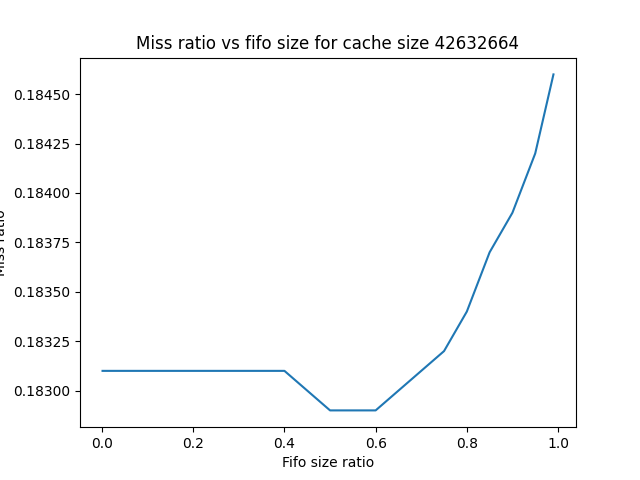 Miss ratio vs fifo size for cache size 42632664
0.18450
0.18425
0.18400
0.18375
0.18350
0.18325
0.18300
Miss ratio
0.0 0.2 0.4 0.6 0.8 1.0
Fifo size ratio